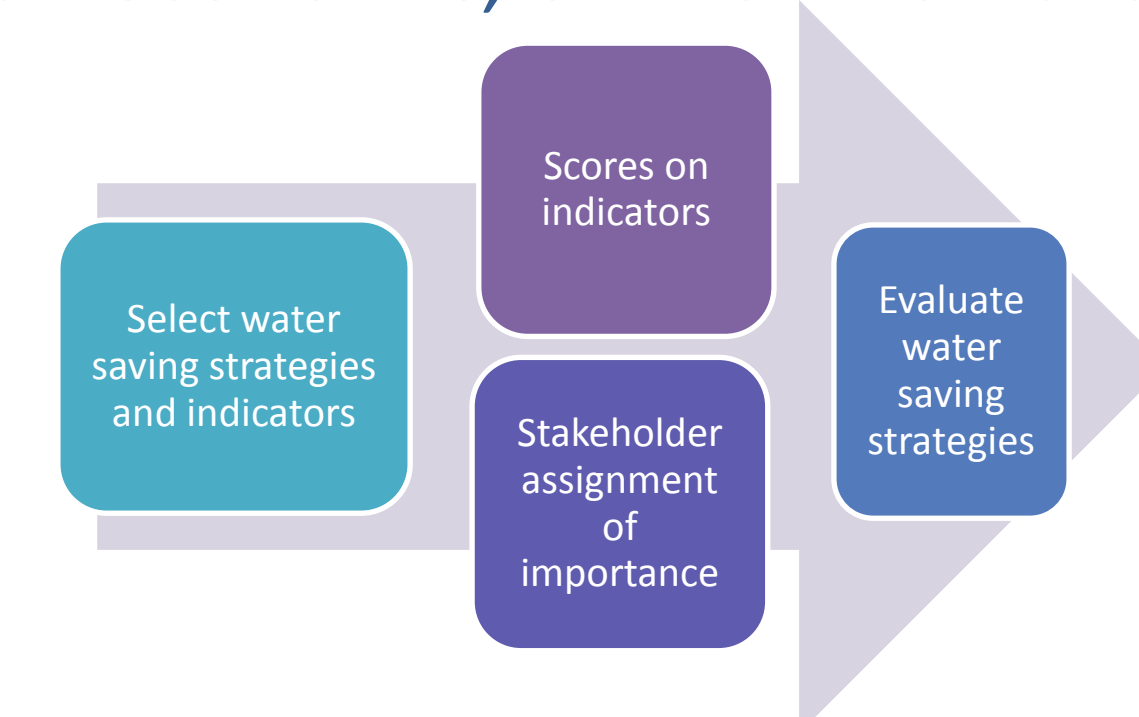 Select water
saving strategies
and indicators
Scores on
indicators
Stakeholder
assignment
of
importance
Evaluate
water
saving
strategies